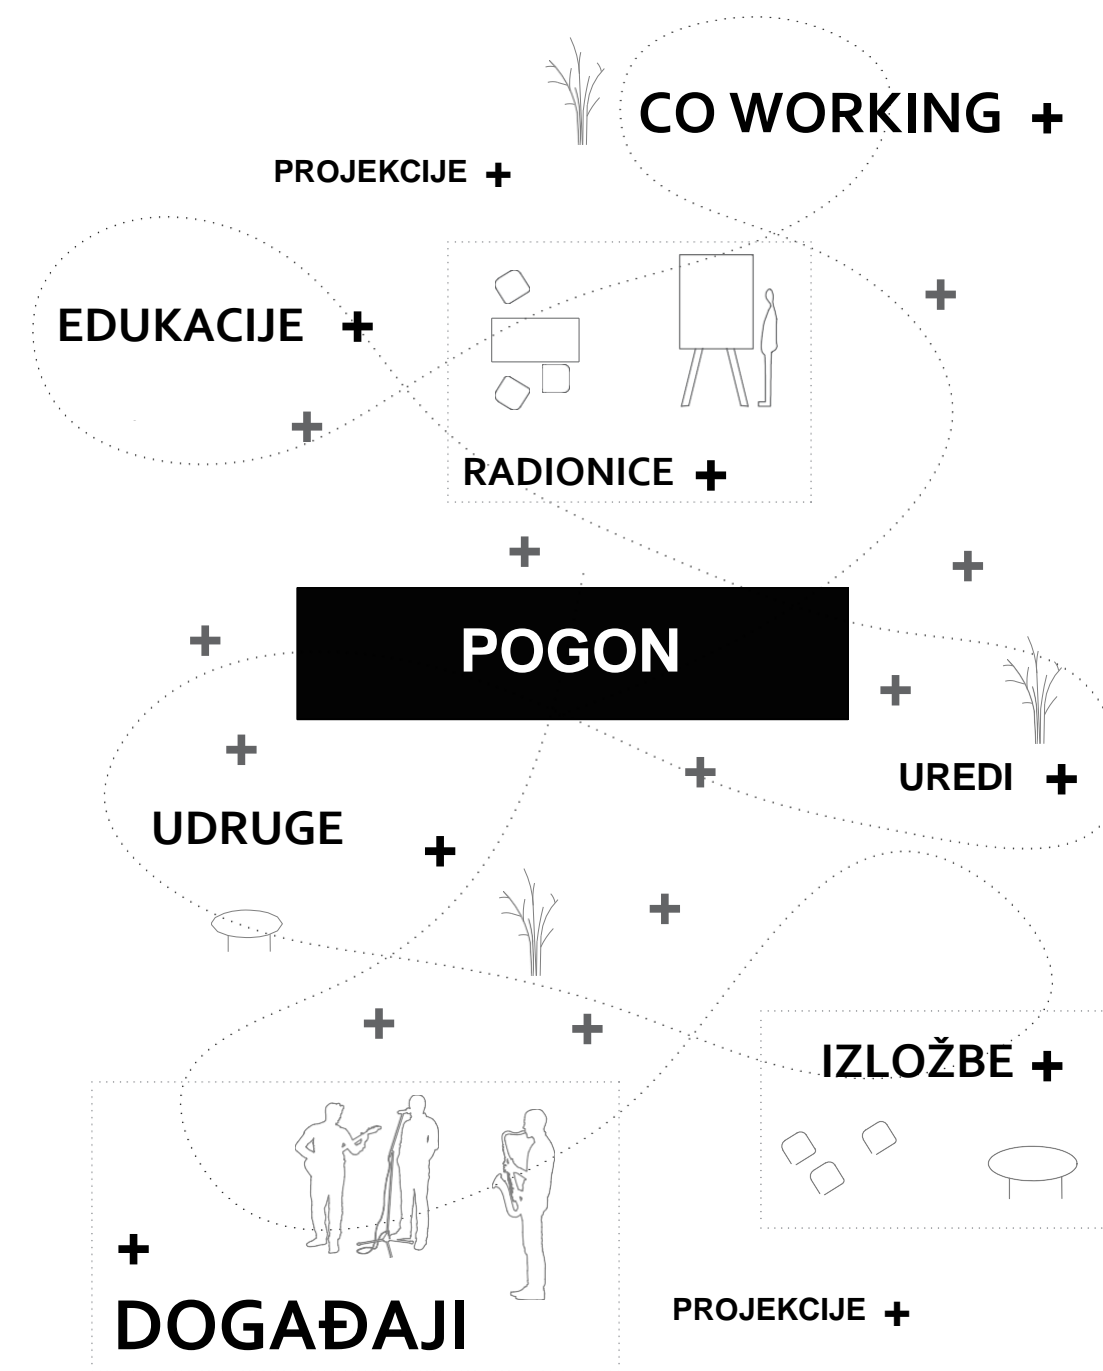 CO WORKING +
PROJEKCIJE +
EDUKACIJE +
RADIONICE +
POGON
UREDI +
UDRUGE +
IZLOŽBE +
+
DOGAĐAJI
PROJEKCIJE +